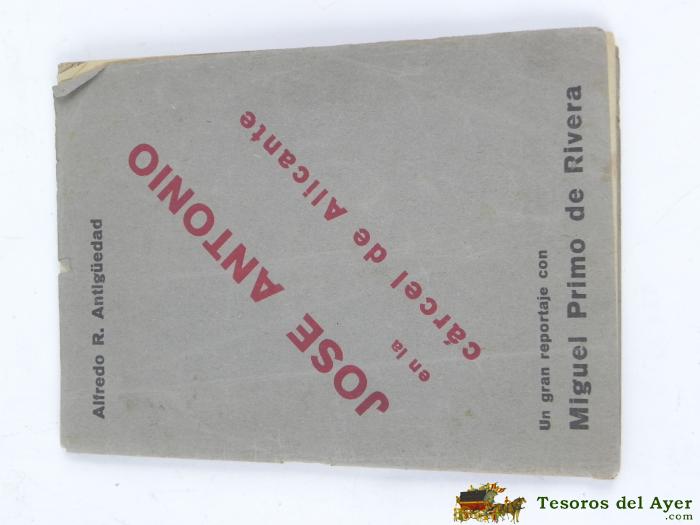 Alfredo R. Antigüedad
JOSE ANTONIO
en la
cárcel de Alicante
Un gran reportaje con
Miguel Primo de Rivera
Tesoros del Ayer
.com